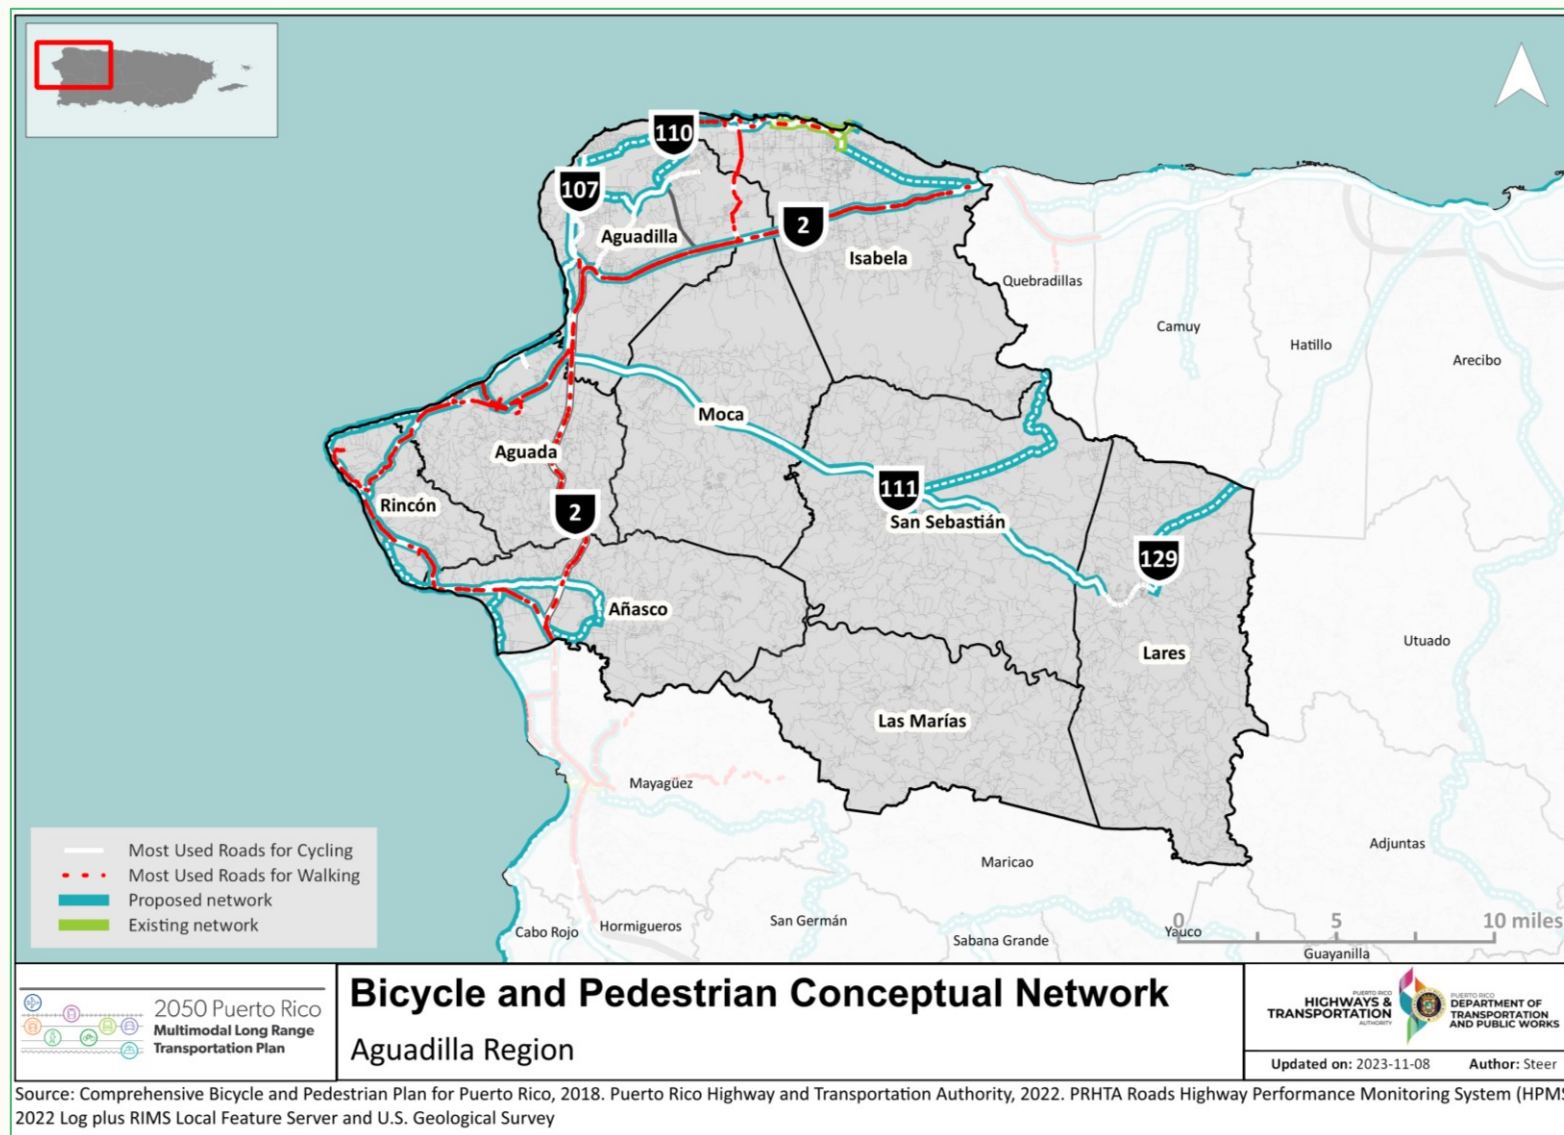 110
107
2
Aguadilla
Isabela
Quebradillas
Camuy
Hatillo
Arecibo
Moca
Aguada
Rincón
2
111
San Sebastián
129
Añasco
Lares
Utuado
Las Marías
Mayagüez
Maricao
Adjuntas
Cabo Rojo
Hormigueros
San Germán
Sabana Grande
Yauco
Guayanilla
0 5 10 miles
Most Used Roads for Cycling
Most Used Roads for Walking
Proposed network
Existing network
2050 Puerto Rico
Multimodal Long Range
Transportation Plan
Bicycle and Pedestrian Conceptual Network
Aguadilla Region
PUERTO RICO
HIGHWAYS &
TRANSPORTATION
AUTHORITY
PUERTO RICO
DEPARTMENT OF
TRANSPORTATION
AND PUBLIC WORKS
Updated on: 2023-11-08 Author: Steer
Source: Comprehensive Bicycle and Pedestrian Plan for Puerto Rico, 2018. Puerto Rico Highway and Transportation Authority, 2022. PRHTA Roads Highway Performance Monitoring System (HPMS
2022 Log plus RIMS Local Feature Server and U.S. Geological Survey